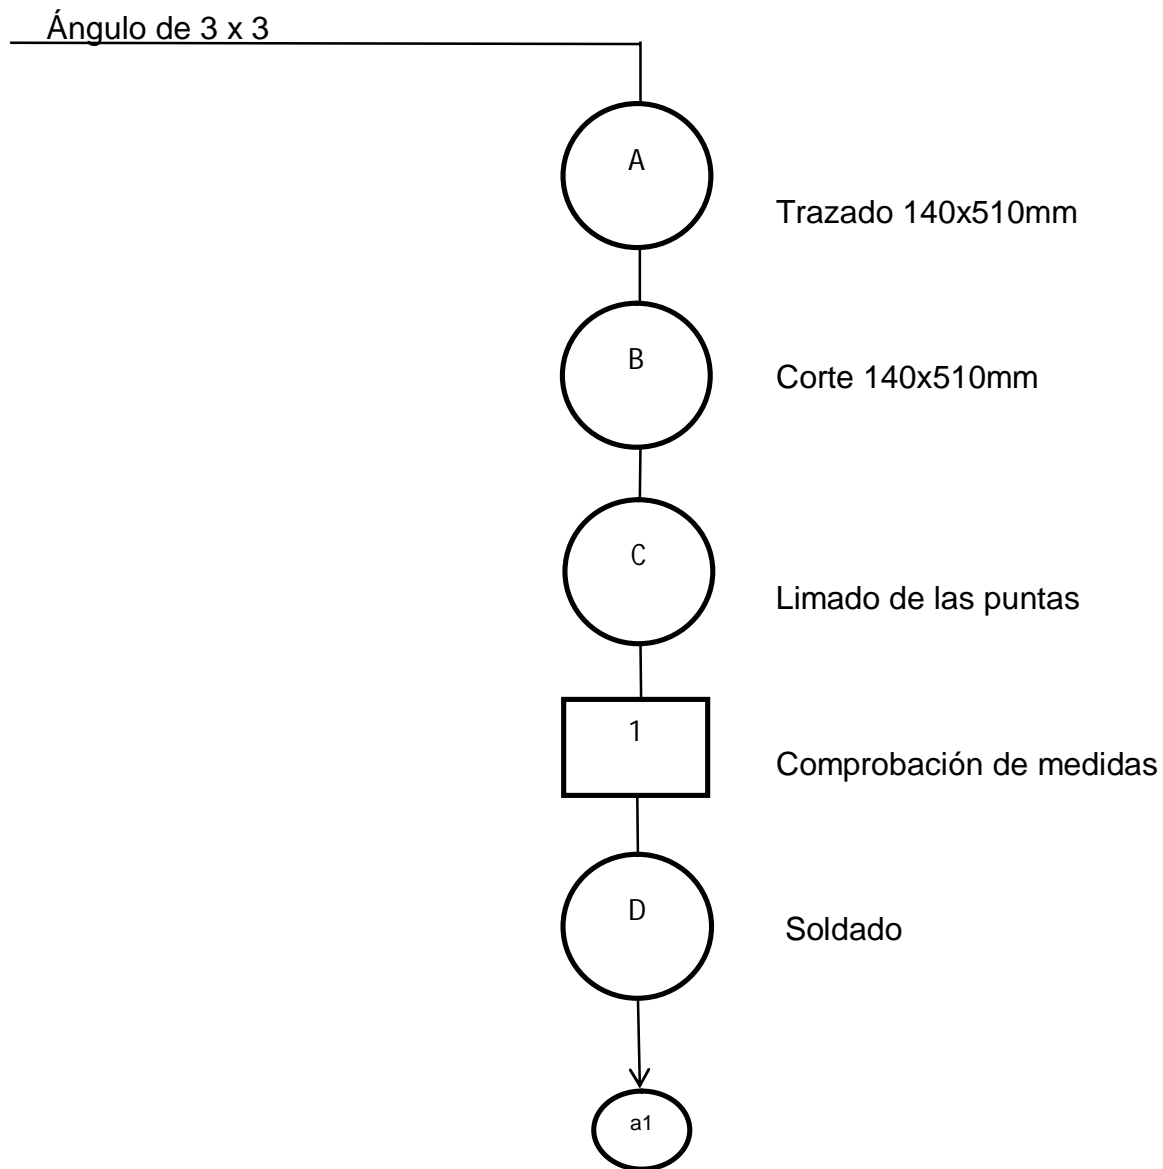 Ángulo de 3 x 3
A
Trazado 140x510mm
B
Corte 140x510mm
C
Limado de las puntas
1
Comprobación de medidas
D
Soldado
a1